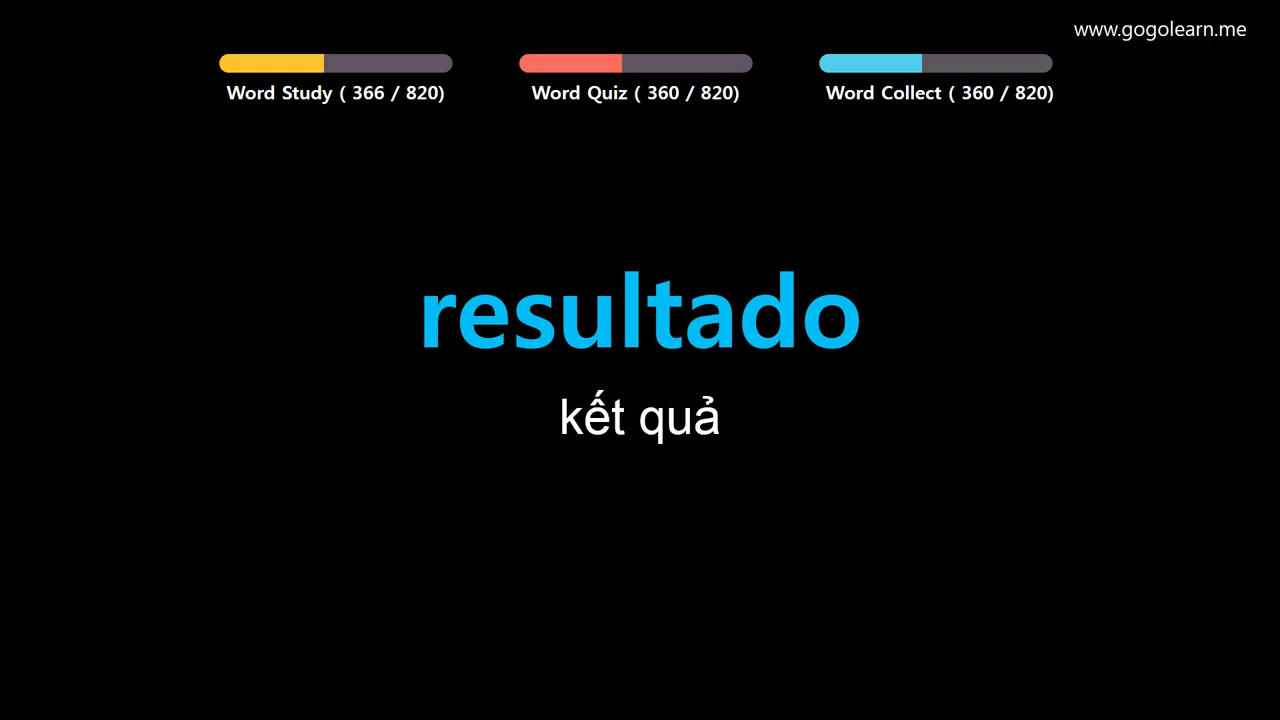 www.gogolearn.me
Word Study ( 366 / 820)
Word Quiz ( 360 / 820)
Word Collect ( 360 / 820)
resultado
kết quả